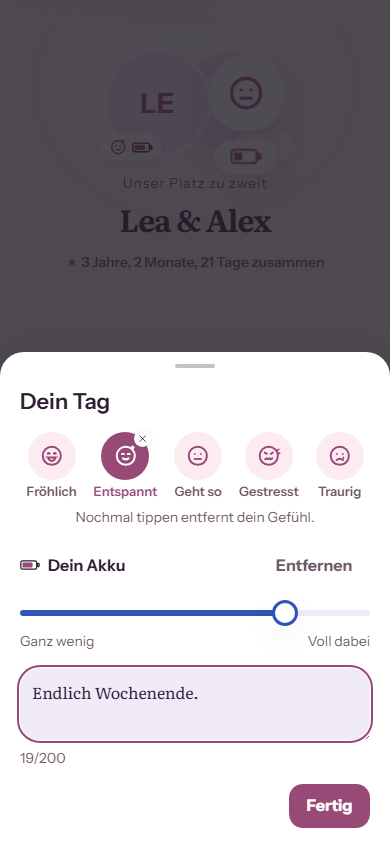 LE
Unser Platz zu zweit
Lea & Alex
★ 3 Jahre, 2 Monate, 21 Tage zusammen
Dein Tag
Fröhlich Entspannt Geht so Gestresst Traurig
Nochmal tippen entfernt dein Gefühl.
Dein Akku Entfernen
Ganz wenig Voll dabei
Endlich Wochenende.
19/200
Fertig